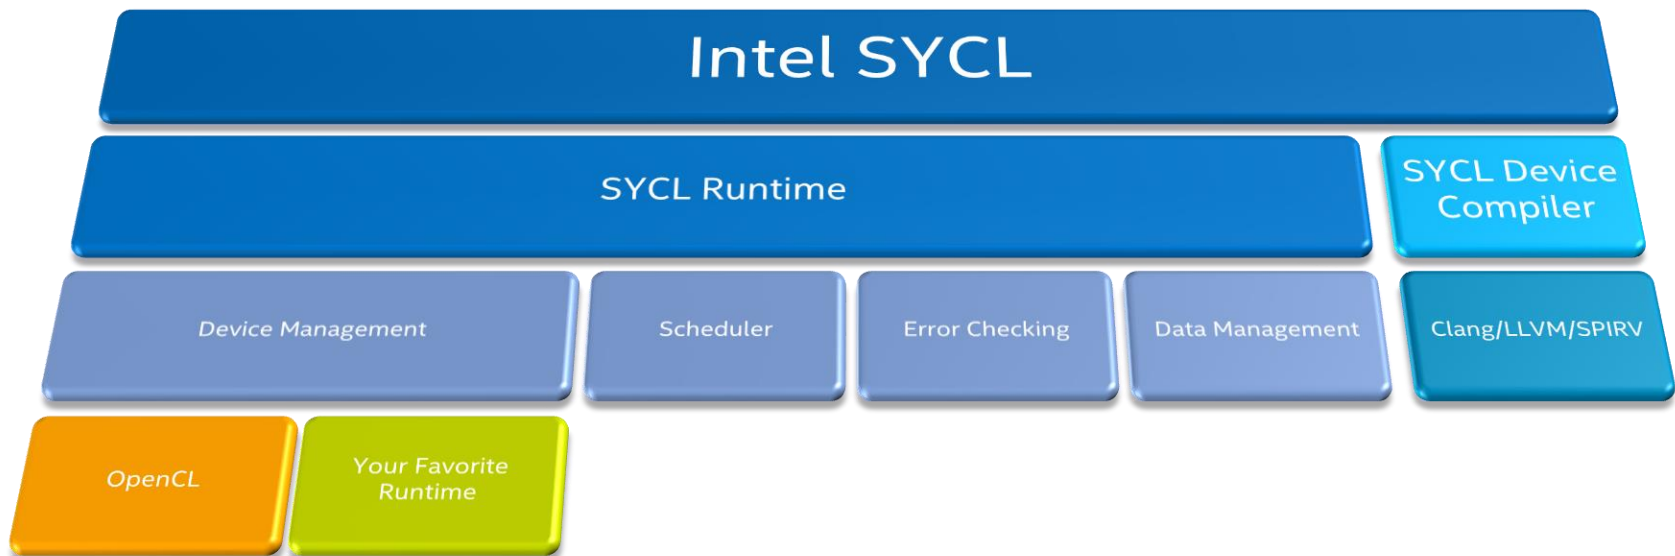 Intel SYCL
SYCL Runtime
SYCL Device
Compiler
Device Management
Scheduler
Error Checking
Data Management
Clang/LLVM/SPIRV
OpenCL
Your Favorite
Runtime